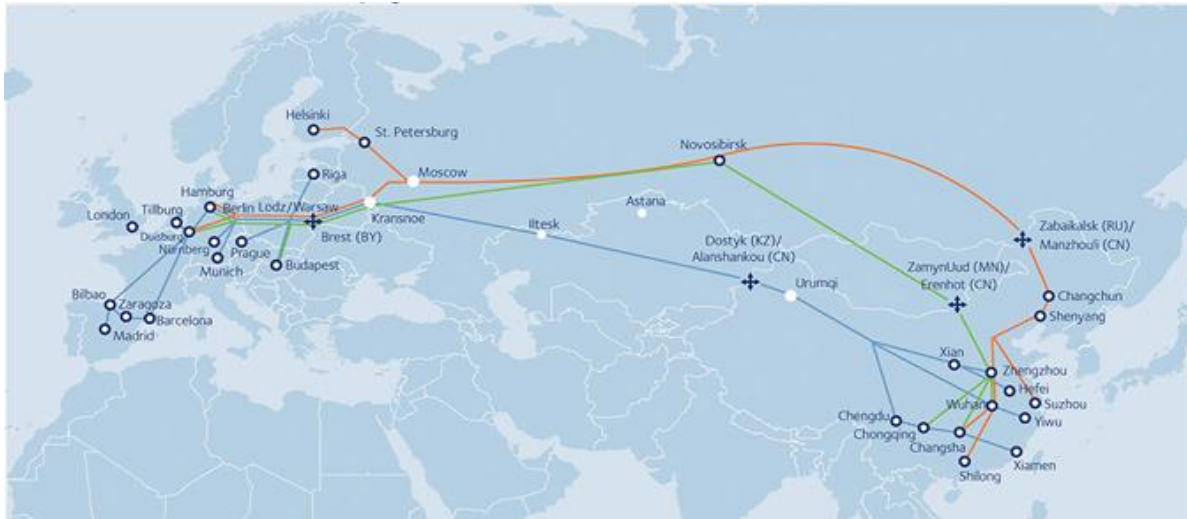 Helsinki
St. Petersburg
Novosibirsk
Riga
Moscow
Hamburg
Berlin
Lodz/Warsaw
Astana
London
Tillburg
Kransnoe
Iltesk
Zabaikalsk (RU)/
Manzhouli (CN)
Duisburg
Brest (BY)
Dostyk (KZ)/
Alanshankou (CN)
Nürnberg
Prague
Munich
Budapest
ZamynUud (MN)/
Erenhot (CN)
Urumqi
Changchun
Bilbao
Zaragoza
Barcelona
Madrid
Shenyang
Xian
Zhengzhou
Hefei
Wuhan
Suzhou
Chengdu
Yiwu
Chongqing
Changsha
Xiamen
Shilong